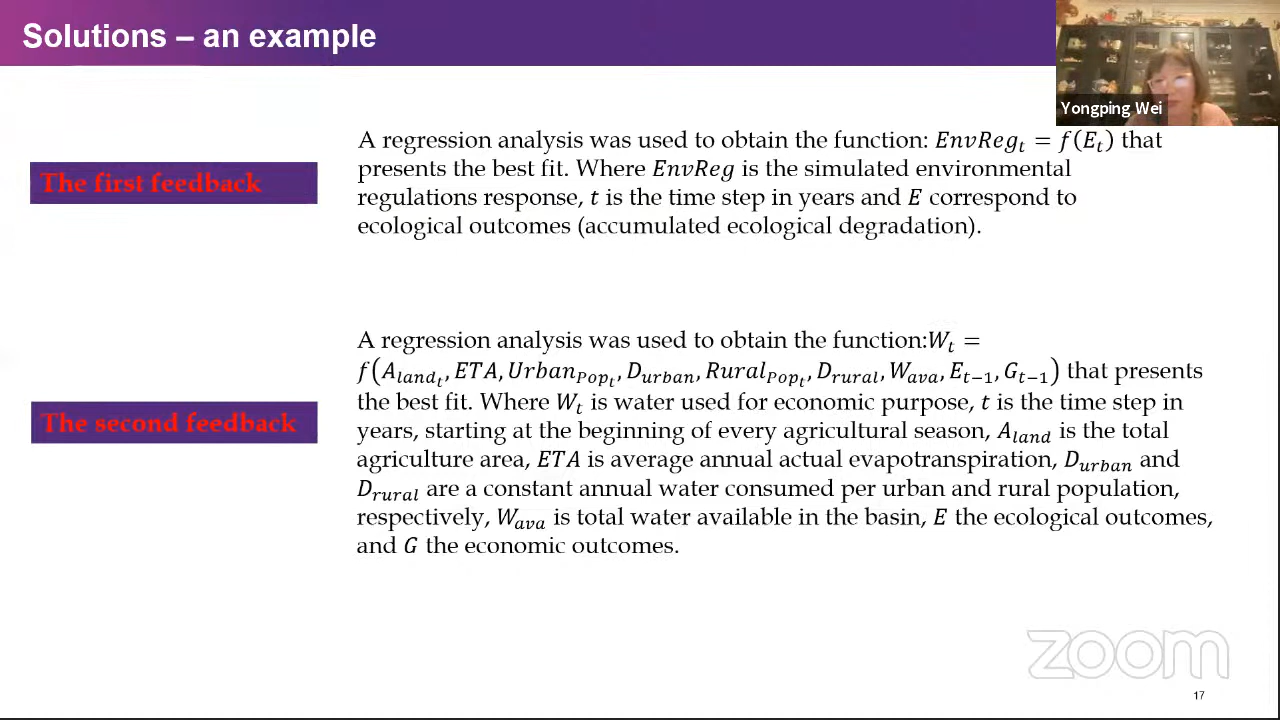 Solutions – an example
Yongping Wei
The first feedback
A regression analysis was used to obtain the function: EnvReg_t = f(E_t) that
presents the best fit. Where EnvReg is the simulated environmental
regulations response, t is the time step in years and E correspond to
ecological outcomes (accumulated ecological degradation).
The second feedback
A regression analysis was used to obtain the function:W_t =
f(A_land_t, ETA, Urban_Pop_t, D_urban, Rural_Pop_t, D_rural, W_ava, E_t−1, G_t−1) that presents
the best fit. Where W_t is water used for economic purpose, t is the time step in
years, starting at the beginning of every agricultural season, A_land is the total
agriculture area, ETA is average annual actual evapotranspiration, D_urban and
D_rural are a constant annual water consumed per urban and rural population,
respectively, W_ava is total water available in the basin, E the ecological outcomes,
and G the economic outcomes.
zoom
17